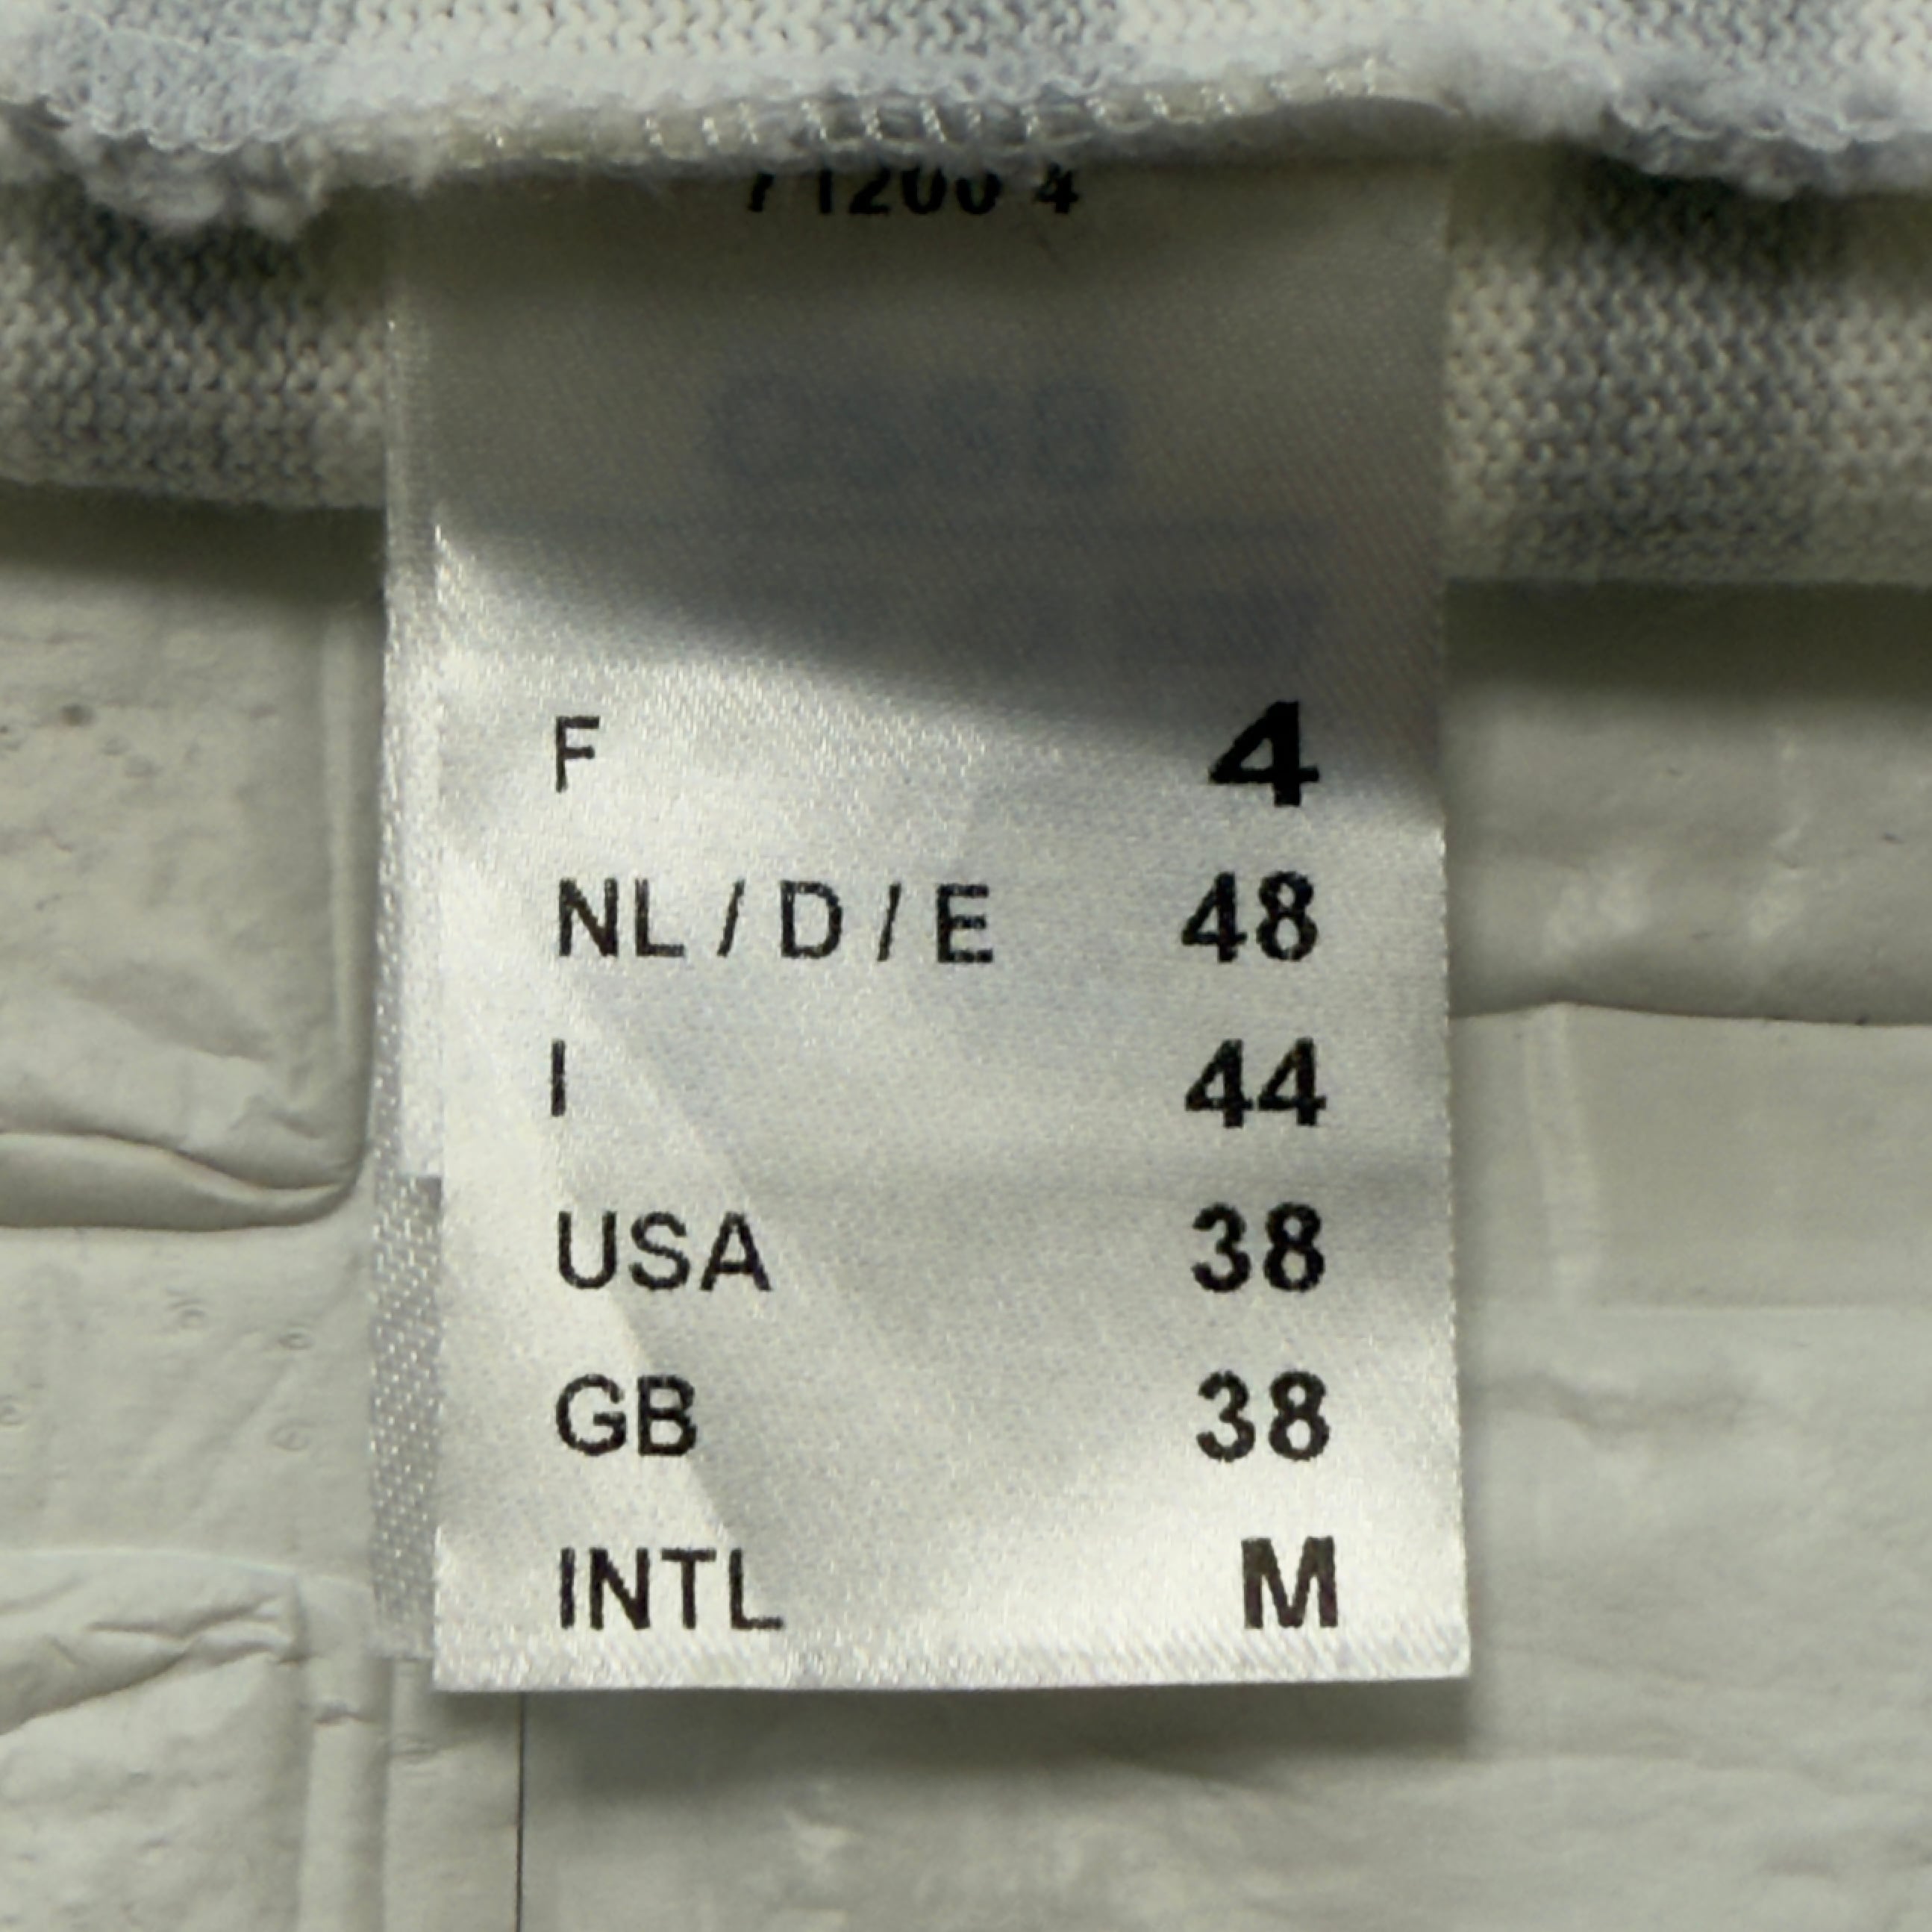 F 4
NL / D / E 48
I 44
USA 38
GB 38
INTL M